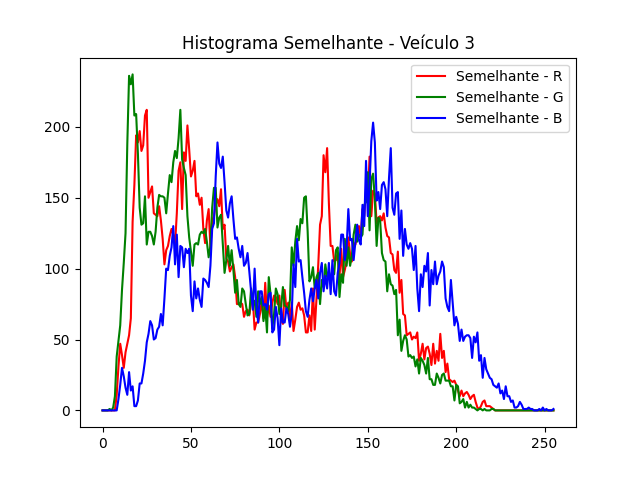 Histograma Semelhante - Veículo 3
Semelhante - R
Semelhante - G
Semelhante - B
200
150
100
50
0
0 50 100 150 200 250